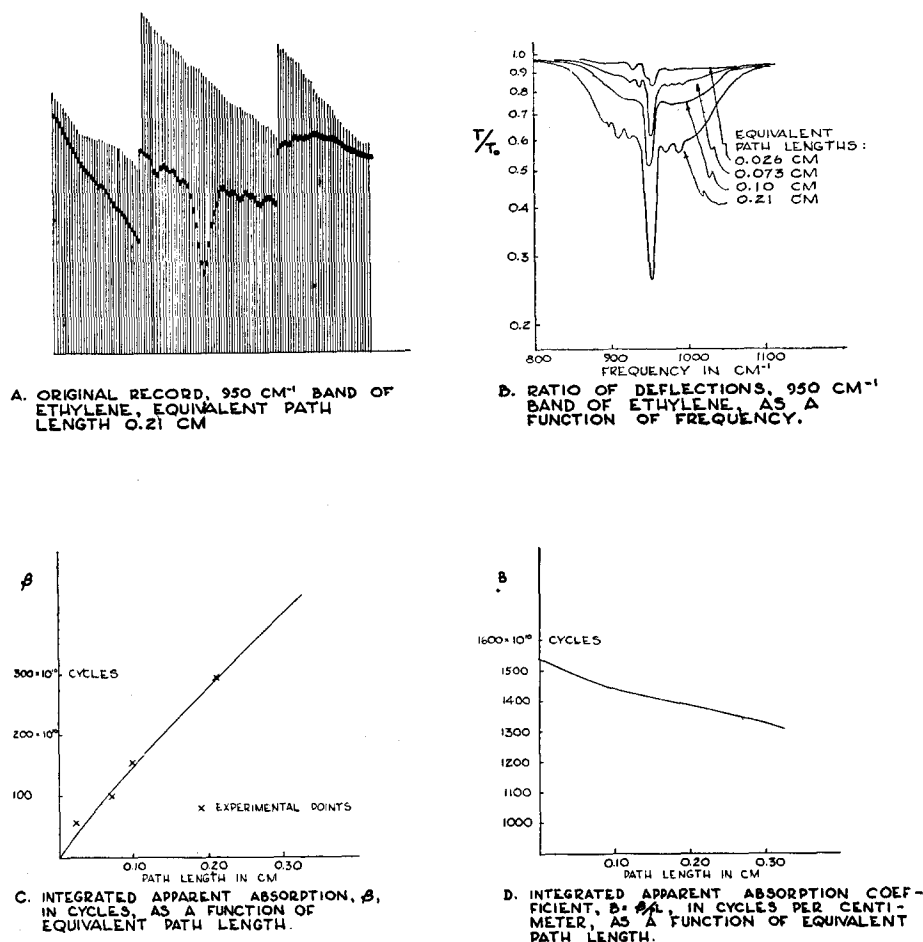 A. ORIGINAL RECORD, 950 CM⁻¹ BAND OF
ETHYLENE, EQUIVALENT PATH
LENGTH 0.21 CM
1.0
0.9
0.8
0.7
T/T₀
0.6
0.5
0.4
0.3
0.2
EQUIVALENT
PATH LENGTHS:
0.026 CM
0.073 CM
0.10 CM
0.21 CM
800 900 1000 1100
FREQUENCY IN CM⁻¹
B. RATIO OF DEFLECTIONS, 950 CM⁻¹
BAND OF ETHYLENE, AS A
FUNCTION OF FREQUENCY.
β
300×10¹⁰ CYCLES
200×10¹⁰
100
× EXPERIMENTAL POINTS
0.10 0.20 0.30
PATH LENGTH IN CM
C. INTEGRATED APPARENT ABSORPTION, β,
IN CYCLES, AS A FUNCTION OF
EQUIVALENT PATH LENGTH.
B
1600×10¹⁰ CYCLES
1500
1400
1300
1200
1100
1000
0.10 0.20 0.30
PATH LENGTH IN CM
D. INTEGRATED APPARENT ABSORPTION COEF-
FICIENT, B=β/L, IN CYCLES PER CENTI-
METER, AS A FUNCTION OF EQUIVALENT
PATH LENGTH.